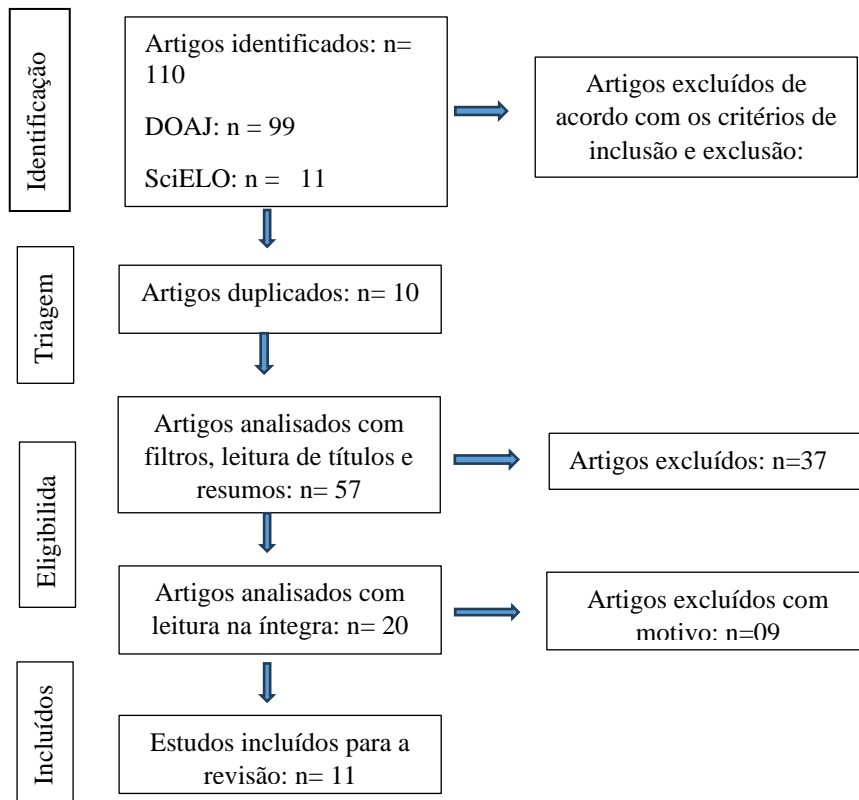 Identificação
Artigos identificados: n=
110
DOAJ: n = 99
SciELO: n = 11
Artigos excluídos de
acordo com os critérios de
inclusão e exclusão:
Triagem
Artigos duplicados: n= 10
Eligibilida
Artigos analisados com
filtros, leitura de títulos e
resumos: n= 57
Artigos excluídos: n=37
Artigos analisados com
leitura na íntegra: n= 20
Artigos excluídos com
motivo: n=09
Incluídos
Estudos incluídos para a
revisão: n= 11